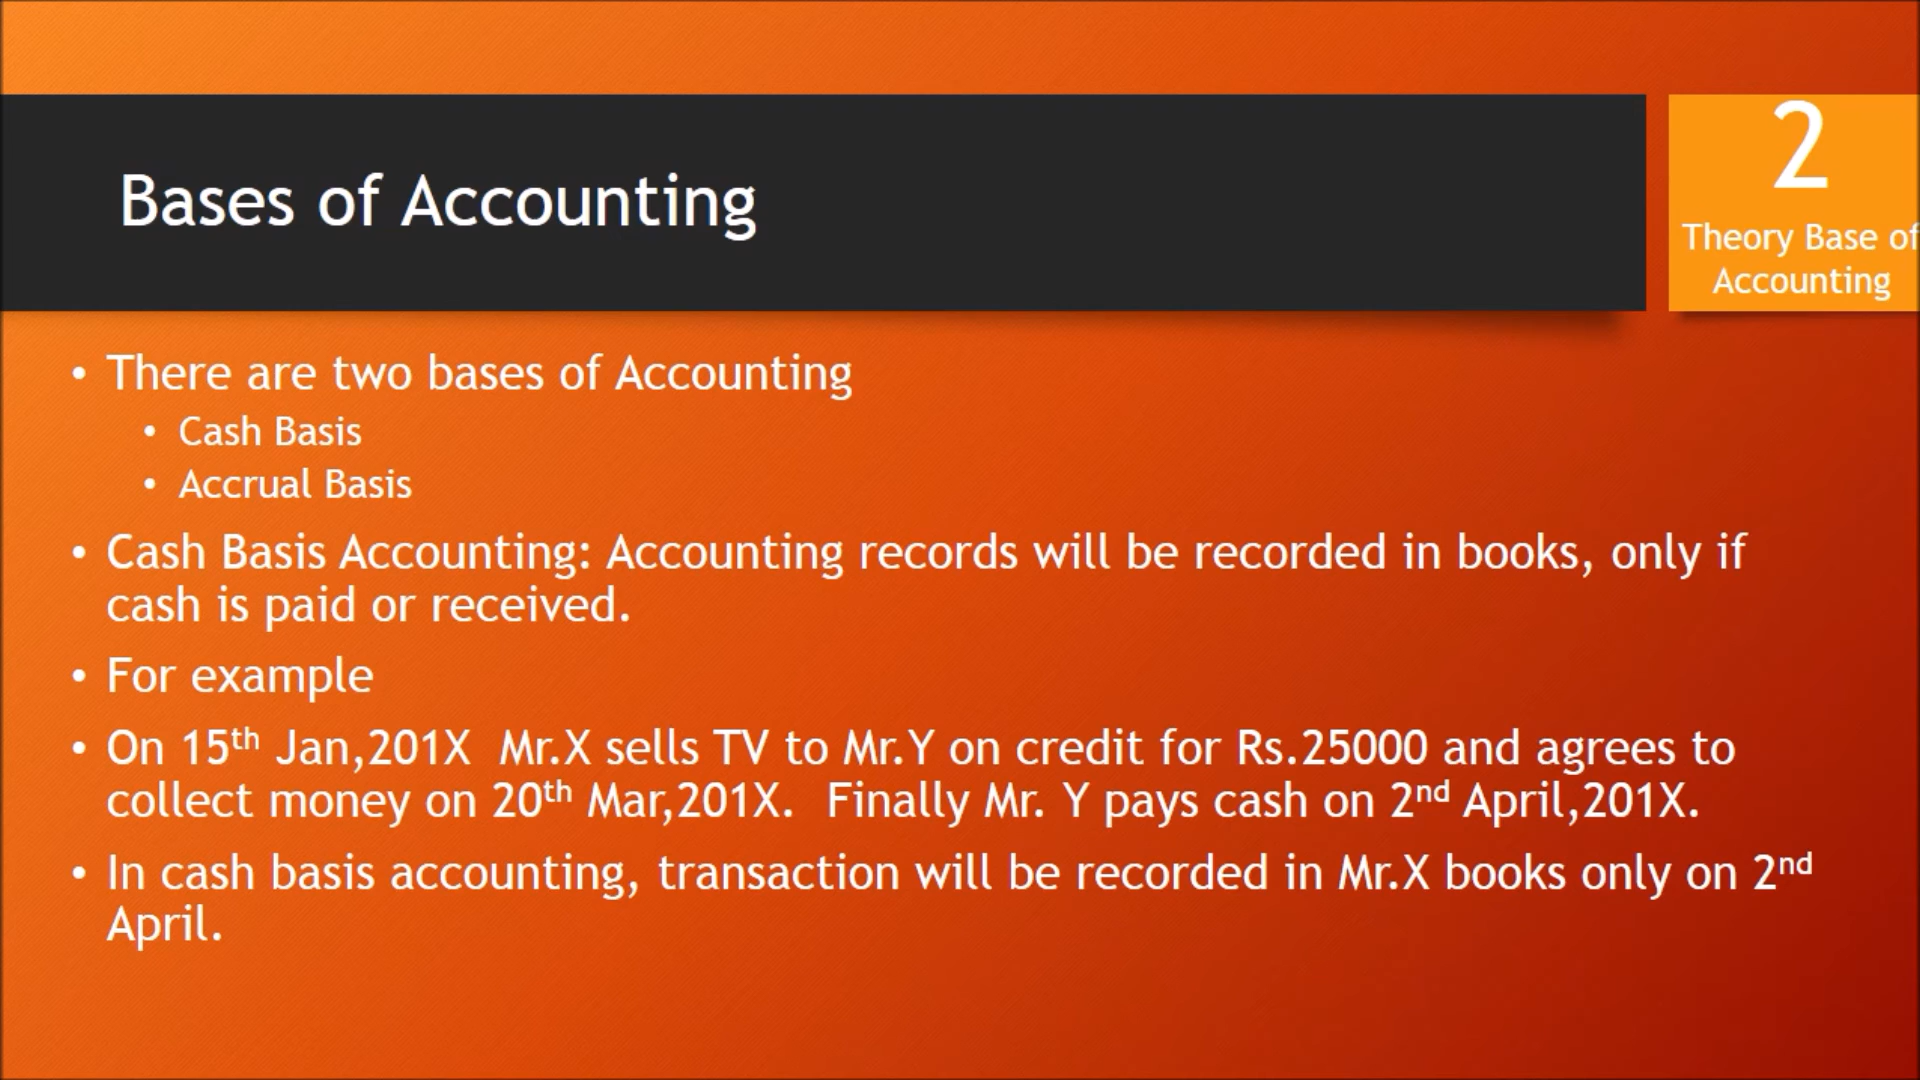 Bases of Accounting
2
Theory Base of
Accounting
• There are two bases of Accounting
• Cash Basis
• Accrual Basis
• Cash Basis Accounting: Accounting records will be recorded in books, only if
cash is paid or received.
• For example
• On 15th Jan,201X  Mr.X sells TV to Mr.Y on credit for Rs.25000 and agrees to
collect money on 20th Mar,201X.  Finally Mr. Y pays cash on 2nd April,201X.
• In cash basis accounting, transaction will be recorded in Mr.X books only on 2nd
April.